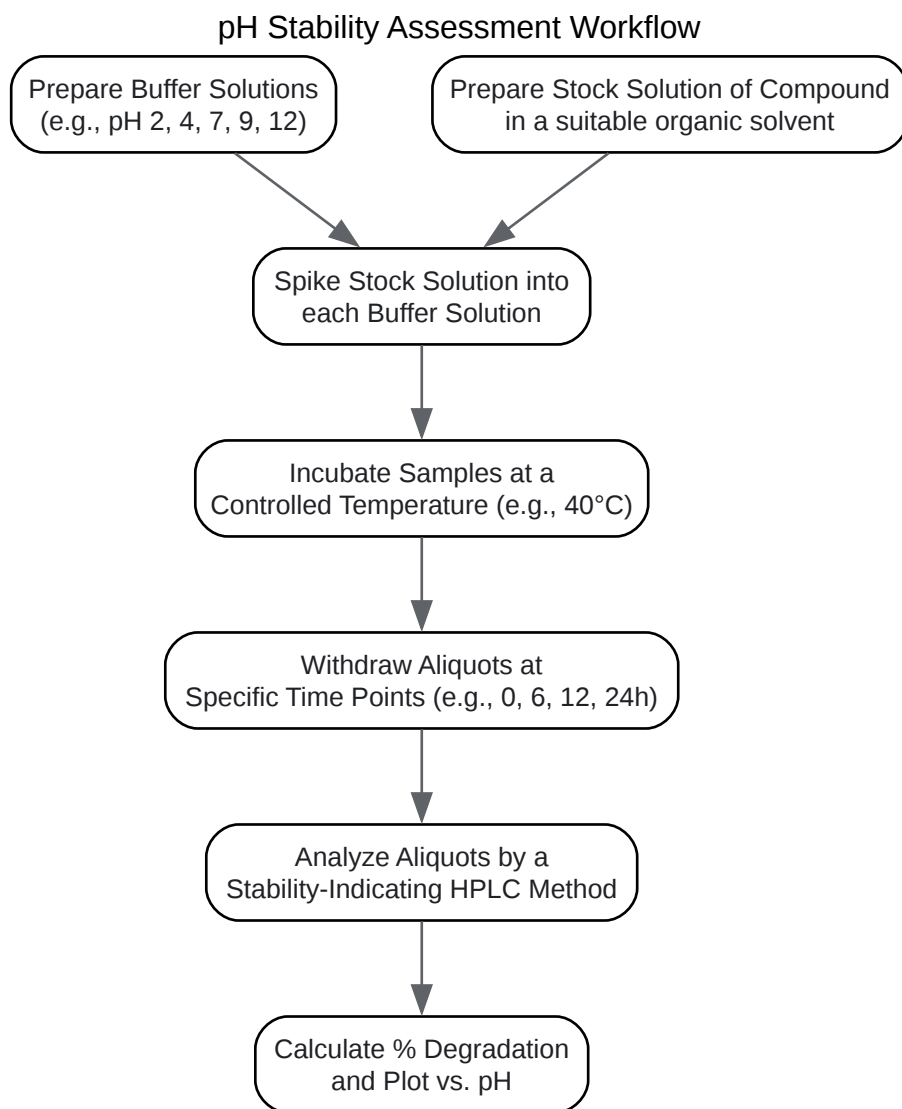 pH Stability Assessment Workflow
Prepare Buffer Solutions
(e.g., pH 2, 4, 7, 9, 12)
Prepare Stock Solution of Compound
in a suitable organic solvent
Spike Stock Solution into
each Buffer Solution
Incubate Samples at a
Controlled Temperature (e.g., 40°C)
Withdraw Aliquots at
Specific Time Points (e.g., 0, 6, 12, 24h)
Analyze Aliquots by a
Stability-Indicating HPLC Method
Calculate % Degradation
and Plot vs. pH